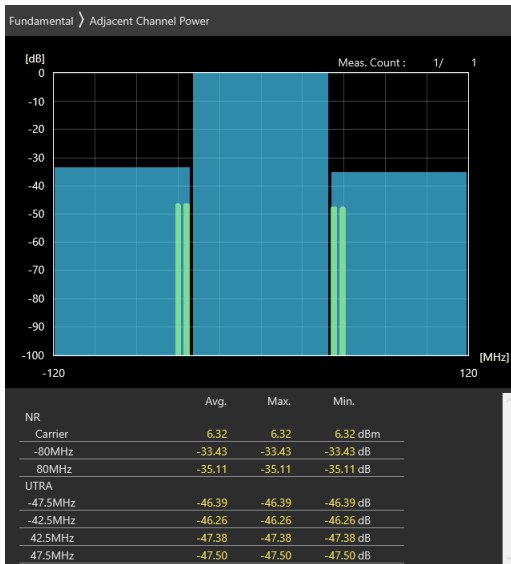 Fundamental 〉 Adjacent Channel Power
[dB]
Meas. Count : 1/ 1
0
-10
-20
-30
-40
-50
-60
-70
-80
-90
-100
[MHz]
-120 120
Avg. Max. Min.
NR
Carrier 6.32 6.32 6.32 dBm
-80MHz -33.43 -33.43 -33.43 dB
80MHz -35.11 -35.11 -35.11 dB
UTRA
-47.5MHz -46.39 -46.39 -46.39 dB
-42.5MHz -46.26 -46.26 -46.26 dB
42.5MHz -47.38 -47.38 -47.38 dB
47.5MHz -47.50 -47.50 -47.50 dB